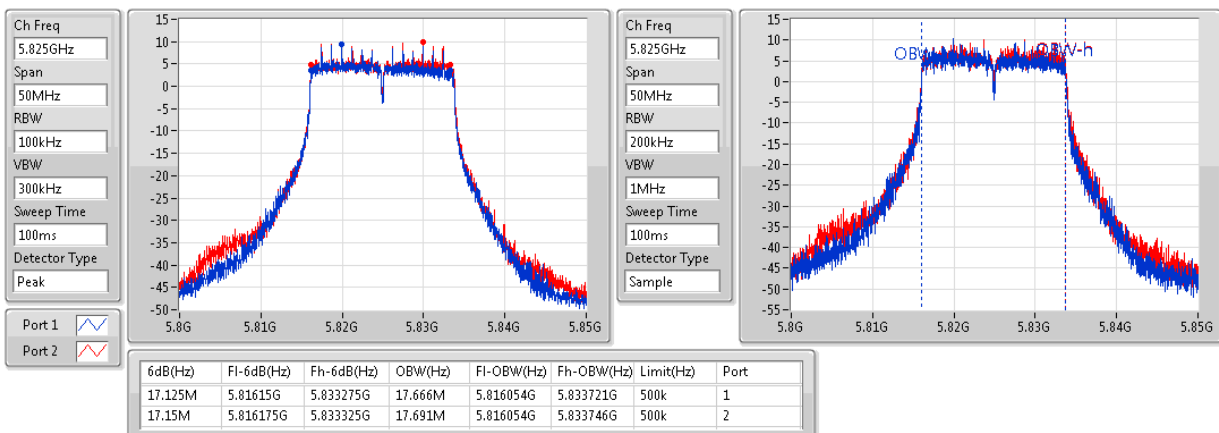 Ch Freq
5.825GHz
Span
50MHz
RBW
100kHz
VBW
300kHz
Sweep Time
100ms
Detector Type
Peak
Port 1
Port 2
15
10
5
0
-5
-10
-15
-20
-25
-30
-35
-40
-45
-50
5.8G 5.81G 5.82G 5.83G 5.84G 5.85G
Ch Freq
5.825GHz
Span
50MHz
RBW
200kHz
VBW
1MHz
Sweep Time
100ms
Detector Type
Sample
15
10
5
0
-5
-10
-15
-20
-25
-30
-35
-40
-45
-50
-55
OBW-h
5.8G 5.81G 5.82G 5.83G 5.84G 5.85G
6dB(Hz) Fl-6dB(Hz) Fh-6dB(Hz) OBW(Hz) Fl-OBW(Hz) Fh-OBW(Hz) Limit(Hz) Port
17.125M 5.81615G 5.833275G 17.666M 5.816054G 5.833721G 500k 1
17.15M 5.816175G 5.833325G 17.691M 5.816054G 5.833746G 500k 2